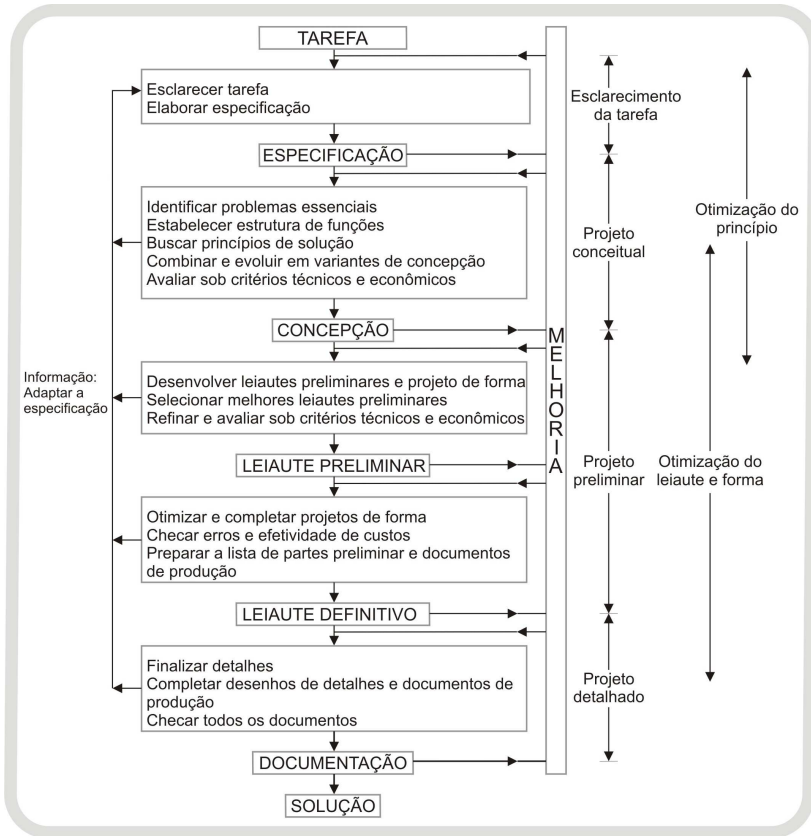 TAREFA
Esclarecer tarefa
Elaborar especificação
Esclarecimento
da tarefa
ESPECIFICAÇÃO
Identificar problemas essenciais
Estabelecer estrutura de funções
Buscar princípios de solução
Combinar e evoluir em variantes de concepção
Avaliar sob critérios técnicos e econômicos
Projeto
conceitual
Otimização do
princípio
CONCEPÇÃO
MELHORIA
Informação:
Adaptar a
especificação
Desenvolver leiautes preliminares e projeto de forma
Selecionar melhores leiautes preliminares
Refinar e avaliar sob critérios técnicos e econômicos
LEIAUTE PRELIMINAR
Projeto
preliminar
Otimização do
leiaute e forma
Otimizar e completar projetos de forma
Checar erros e efetividade de custos
Preparar a lista de partes preliminar e documentos
de produção
LEIAUTE DEFINITIVO
Finalizar detalhes
Completar desenhos de detalhes e documentos de
produção
Checar todos os documentos
Projeto
detalhado
DOCUMENTAÇÃO
SOLUÇÃO